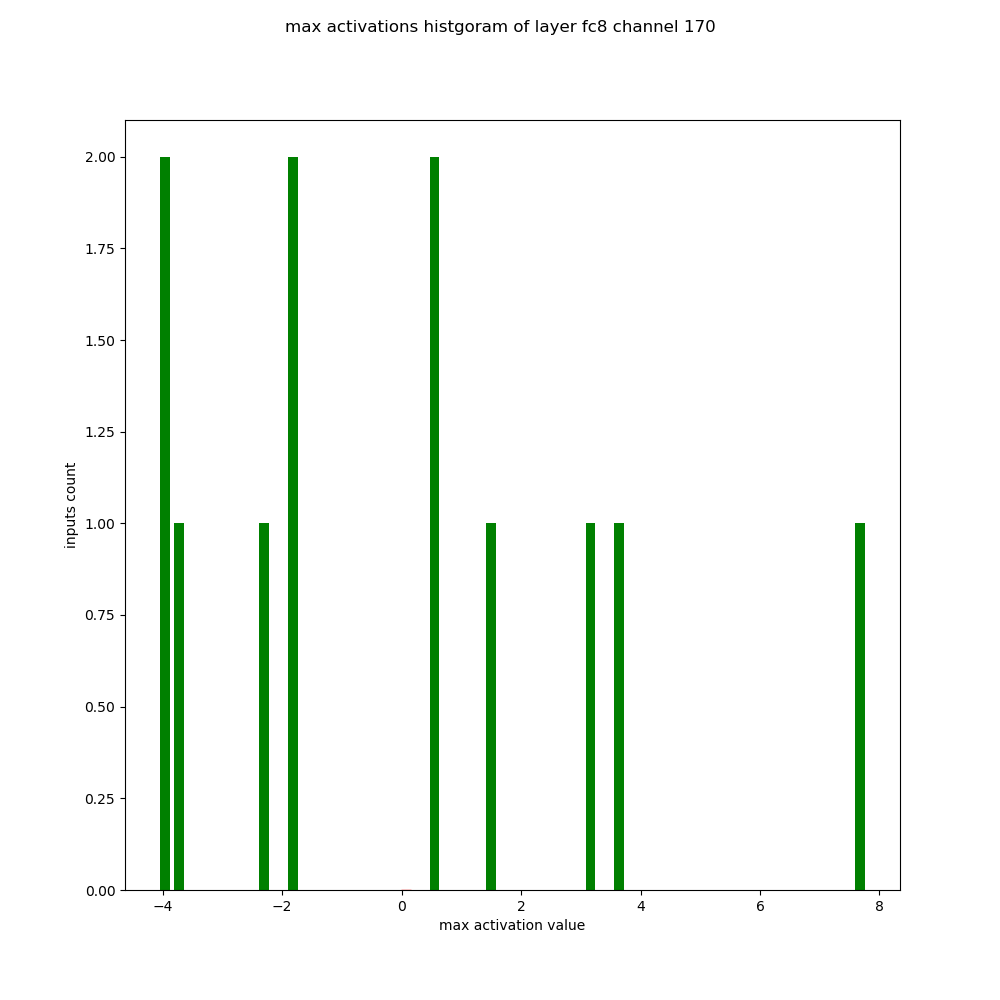 max activations histgoram of layer fc8 channel 170
2.00
1.75
1.50
1.25
1.00
0.75
0.50
0.25
0.00
inputs count
−4 −2 0 2 4 6 8
max activation value